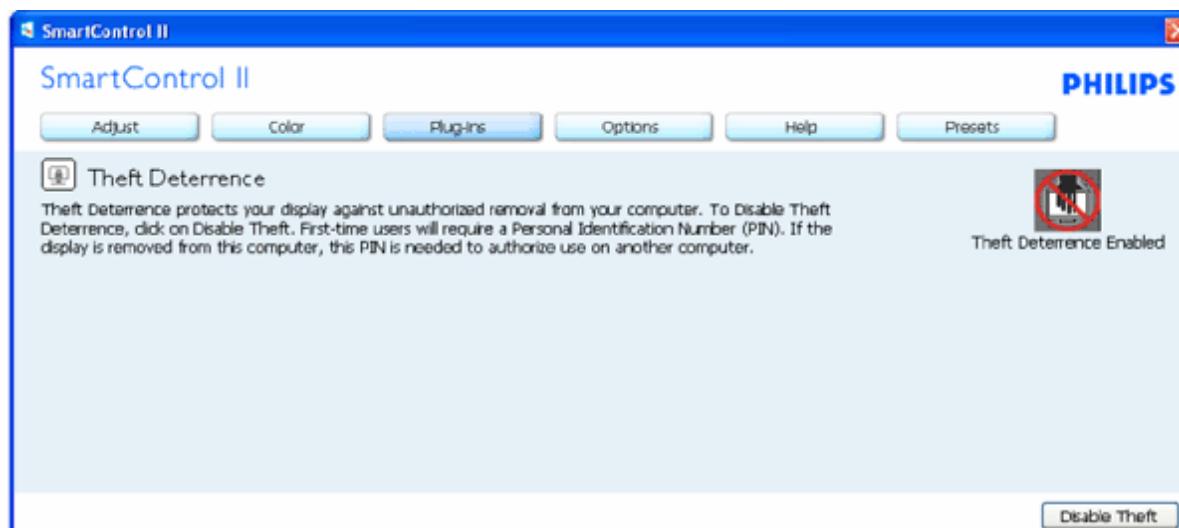 SmartControl II
SmartControl II
PHILIPS
Adjust
Color
Plug-Ins
Options
Help
Presets
Theft Deterrence
Theft Deterrence protects your display against unauthorized removal from your computer. To Disable Theft
Deterrence, click on Disable Theft. First-time users will require a Personal Identification Number (PIN). If the
display is removed from this computer, this PIN is needed to authorize use on another computer.
Theft Deterrence Enabled
Disable Theft